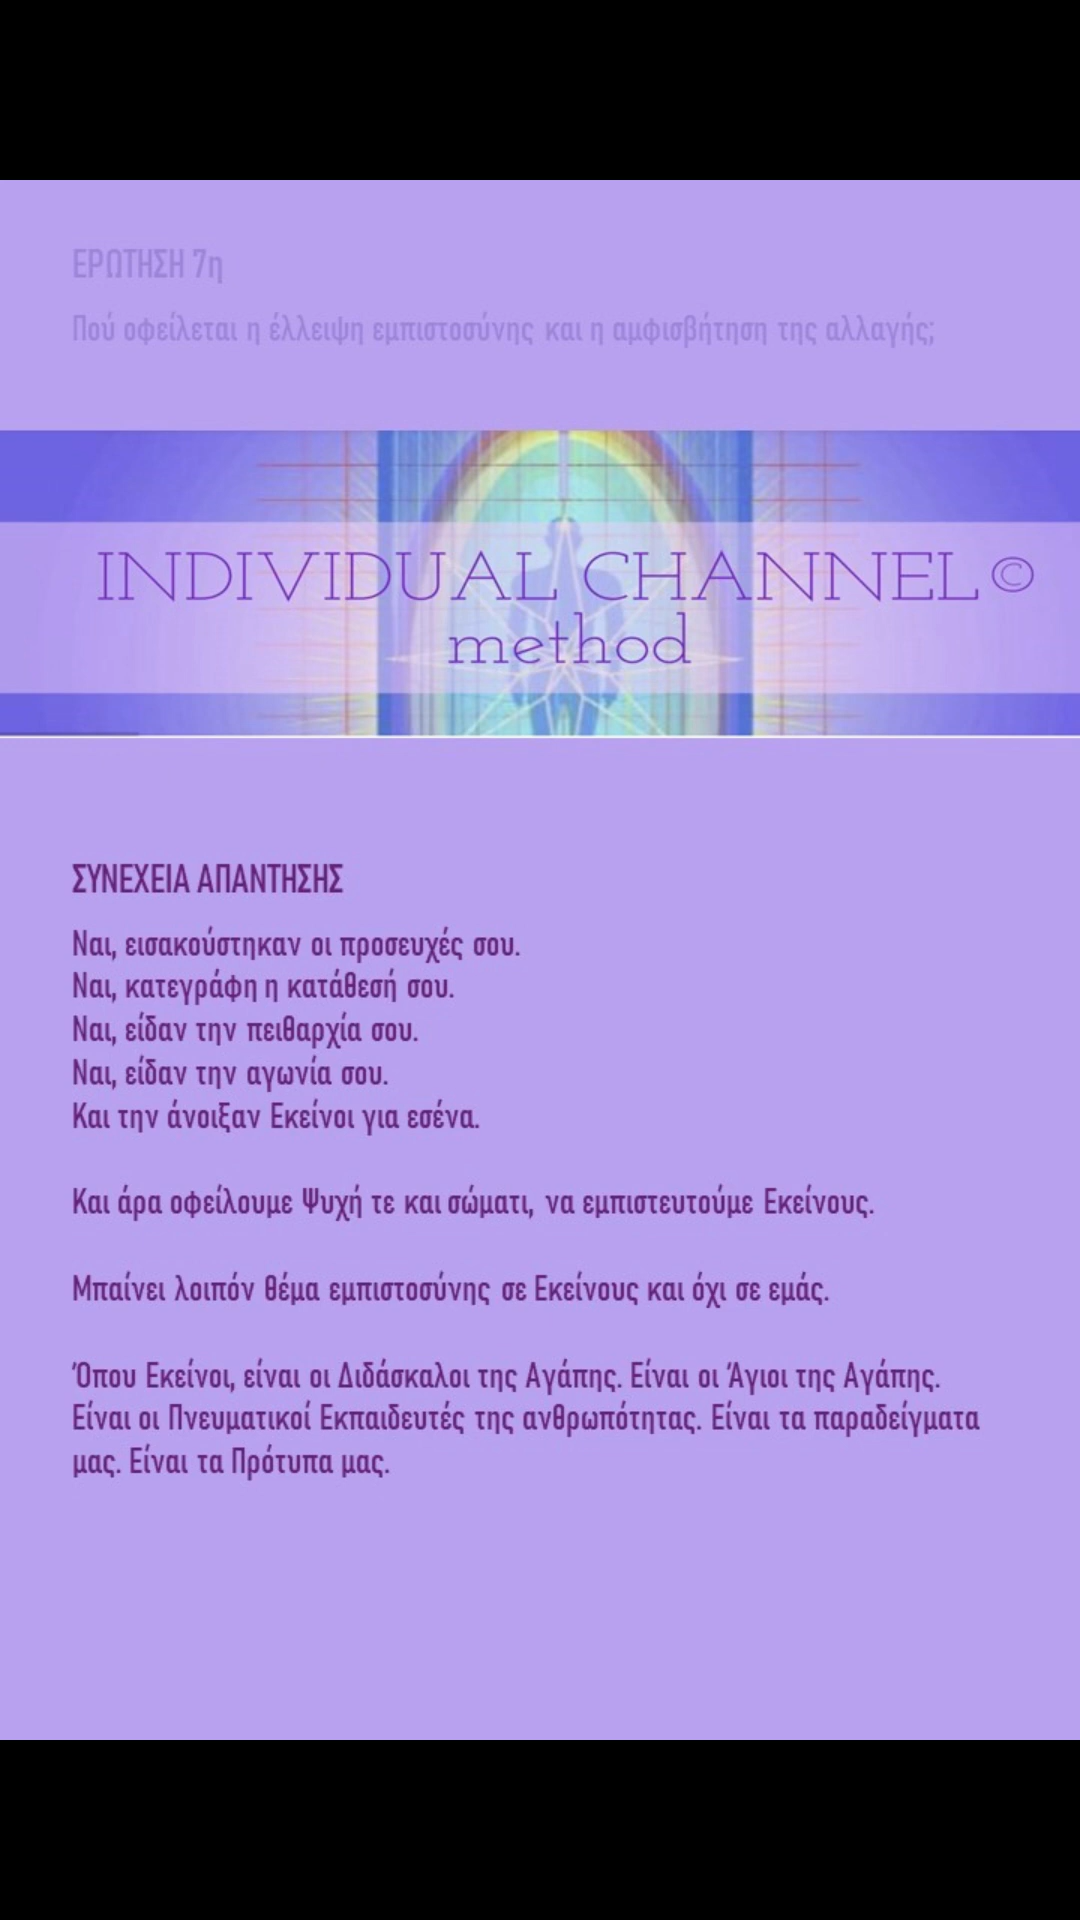 ΕΡΩΤΗΣΗ 7η
Πού οφείλεται η έλλειψη εμπιστοσύνης και η αμφισβήτηση της αλλαγής;
INDIVIDUAL CHANNEL©
method
ΣΥΝΕΧΕΙΑ ΑΠΑΝΤΗΣΗΣ
Ναι, εισακούστηκαν οι προσευχές σου.
Ναι, κατεγράφη η κατάθεσή σου.
Ναι, είδαν την πειθαρχία σου.
Ναι, είδαν την αγωνία σου.
Και την άνοιξαν Εκείνοι για εσένα.
Και άρα οφείλουμε Ψυχή τε και σώματι, να εμπιστευτούμε Εκείνους.
Μπαίνει λοιπόν θέμα εμπιστοσύνης σε Εκείνους και όχι σε εμάς.
Όπου Εκείνοι, είναι οι Διδάσκαλοι της Αγάπης. Είναι οι Άγιοι της Αγάπης.
Είναι οι Πνευματικοί Εκπαιδευτές της ανθρωπότητας. Είναι τα παραδείγματα
μας. Είναι τα Πρότυπα μας.